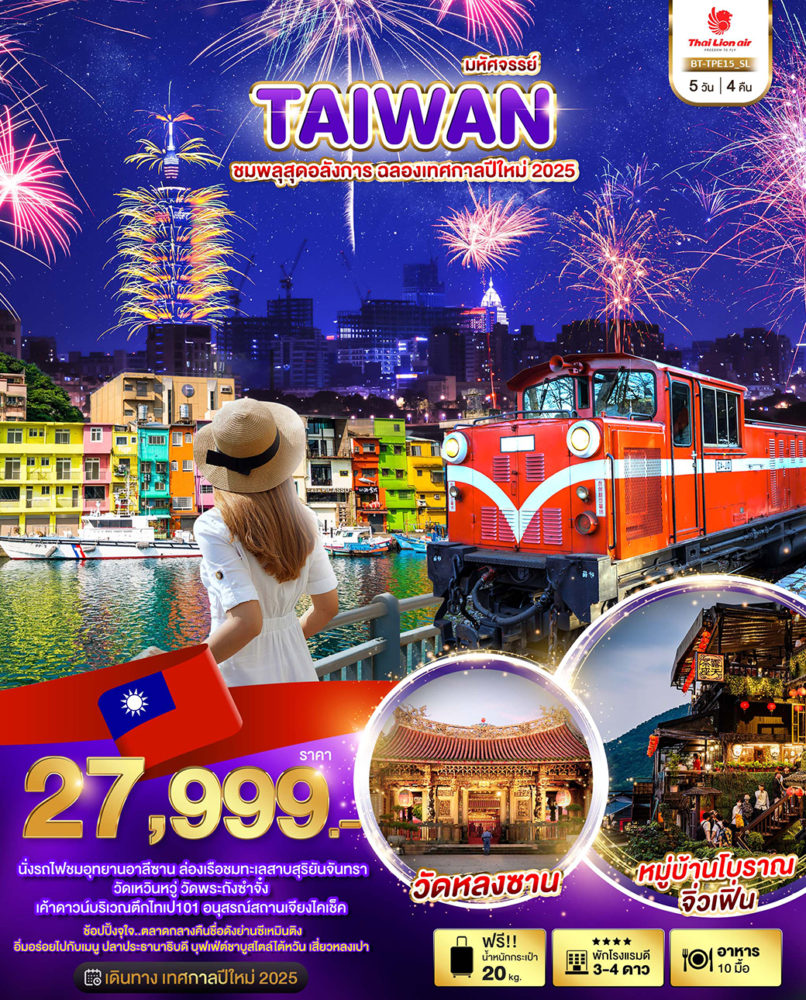 Thai Lion air
FREEDOM TO FLY
BT-TPE15_SL
5 วัน | 4 คืน
มหัศจรรย์
TAIWAN
ชมพลุสุดอลังการ ฉลองเทศกาลปีใหม่ 2025
CASA PICASSO
PP-
ราคา
27,999.-
นั่งรถไฟชมอุทยานอาลีซาน ล่องเรือชมทะเลสาบสุริยันจันทรา
วัดเหวินหวู่ วัดพระถังซำจั๋ง
เค้าดาวน์บริเวณตึกไทเป101 อนุสรณ์สถานเจียงไคเช็ค
ช้อปปิ้งจุใจ..ตลาดกลางคืนชื่อดังย่านซีเหมินติง
อิ่มอร่อยไปกับเมนู ปลาประธานาธิบดี บุฟเฟ่ต์ชาบูสไตล์ไต้หวัน เสี่ยวหลงเปา
เดินทาง เทศกาลปีใหม่ 2025
วัดหลงซาน
หมู่บ้านโบราณ
จิ่วเฟิ่น
ฟรี!!
น้ำหนักกระเป๋า
20 kg.
พักโรงแรมดี
3-4 ดาว
อาหาร
10 มื้อ